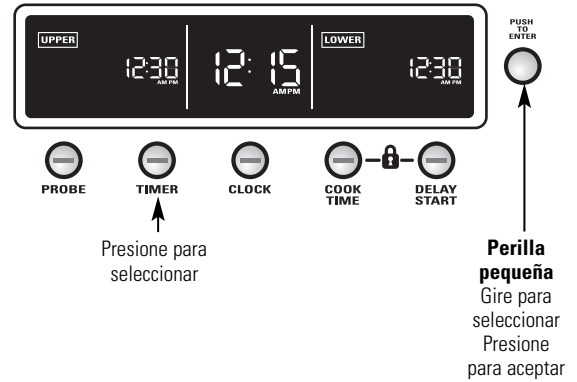 PUSH
TO
ENTER
UPPER
LOWER
12:30
AM PM
12:15
AM PM
12:30
AM PM
PROBE
TIMER
CLOCK
COOK
TIME
DELAY
START
Presione para
seleccionar
Perilla
pequeña
Gire para
seleccionar
Presione
para aceptar